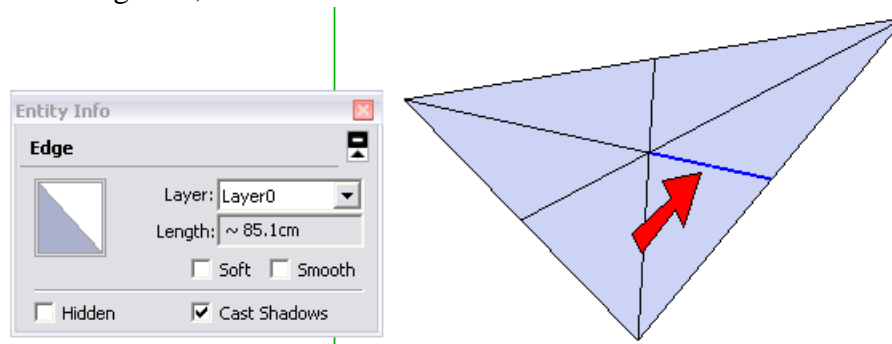 Entity Info
Edge
Layer: Layer0
Length: ~ 85.1cm
Soft Smooth
Hidden Cast Shadows